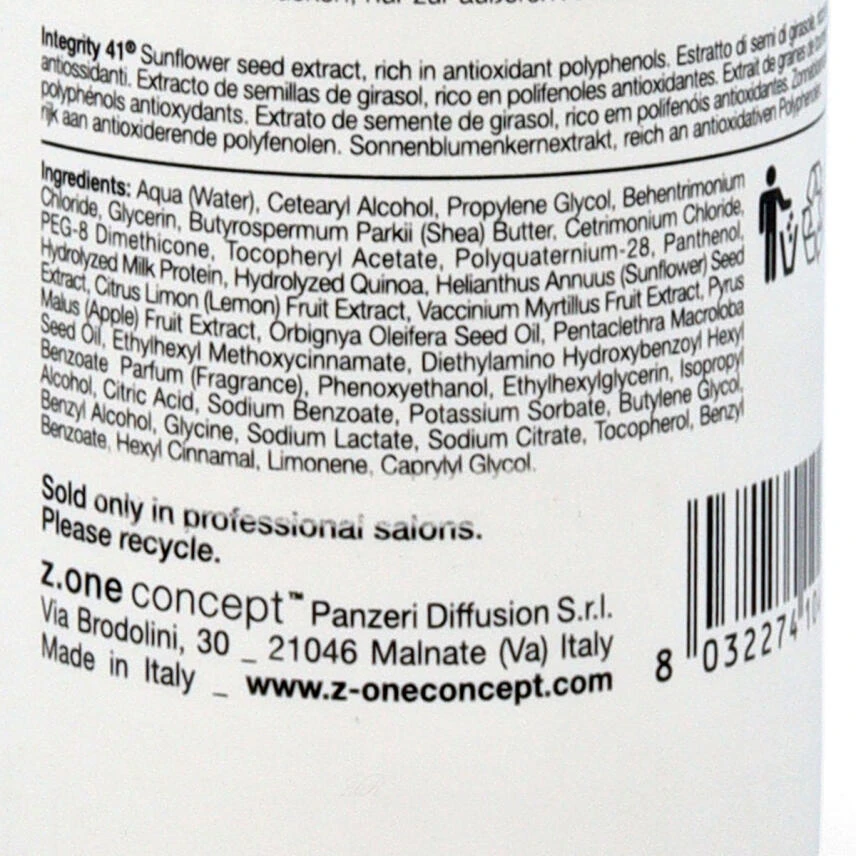 nur zur
Integrity 41® Sunflower seed extract, rich in antioxidant polyphenols. Estratto di semi di girasole,
antiossidanti. Extracto de semillas de girasol, rico en polifenoles antioxidantes. Extrait de graines de
polyphénols antioxydants. Extrato de semente de girasol, rico em polifenóis antioxidantes.
rijk aan antioxiderende polyfenolen. Sonnenblumenkernextrakt, reich an antioxidativen Polyphenolen.
Ingredients: Aqua (Water), Cetearyl Alcohol, Propylene Glycol, Behentrimonium
Chloride, Glycerin, Butyrospermum Parkii (Shea) Butter, Cetrimonium Chloride,
PEG-8 Dimethicone, Tocopheryl Acetate, Polyquaternium-28, Panthenol,
Hydrolyzed Milk Protein, Hydrolyzed Quinoa, Helianthus Annuus (Sunflower) Seed
Extract, Citrus Limon (Lemon) Fruit Extract, Vaccinium Myrtillus Fruit Extract, Pyrus
Malus (Apple) Fruit Extract, Orbignya Oleifera Seed Oil, Pentaclethra Macroloba
Seed Oil, Ethylhexyl Methoxycinnamate, Diethylamino Hydroxybenzoyl Hexyl
Benzoate Parfum (Fragrance), Phenoxyethanol, Ethylhexylglycerin, Isopropyl
Alcohol, Citric Acid, Sodium Benzoate, Potassium Sorbate, Butylene Glycol,
Benzyl Alcohol, Glycine, Sodium Lactate, Sodium Citrate, Tocopherol, Benzyl
Benzoate, Hexyl Cinnamal, Limonene, Caprylyl Glycol.
Sold only in professional salons.
Please recycle.
z.one concept™ Panzeri Diffusion S.r.l.
Via Brodolini, 30 _ 21046 Malnate (Va) Italy
Made in Italy _ www.z-oneconcept.com
8 032274 10